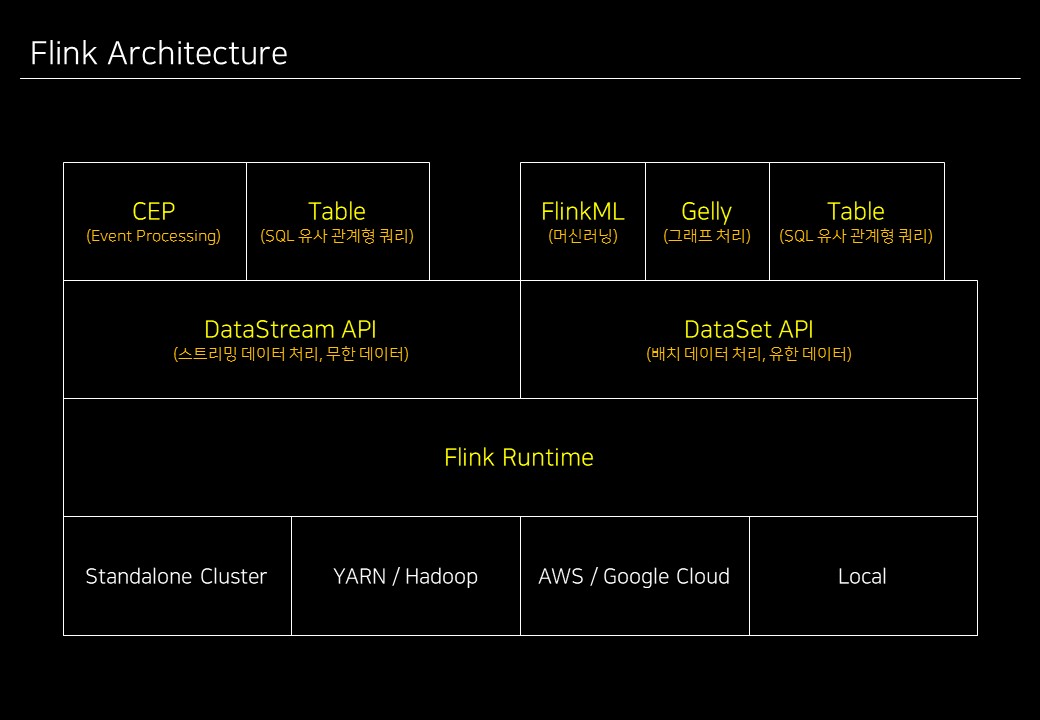 Flink Architecture
CEP
(Event Processing)
Table
(SQL 유사 관계형 쿼리)
FlinkML
(머신러닝)
Gelly
(그래프 처리)
Table
(SQL 유사 관계형 쿼리)
DataStream API
(스트리밍 데이터 처리, 무한 데이터)
DataSet API
(배치 데이터 처리, 유한 데이터)
Flink Runtime
Standalone Cluster
YARN / Hadoop
AWS / Google Cloud
Local